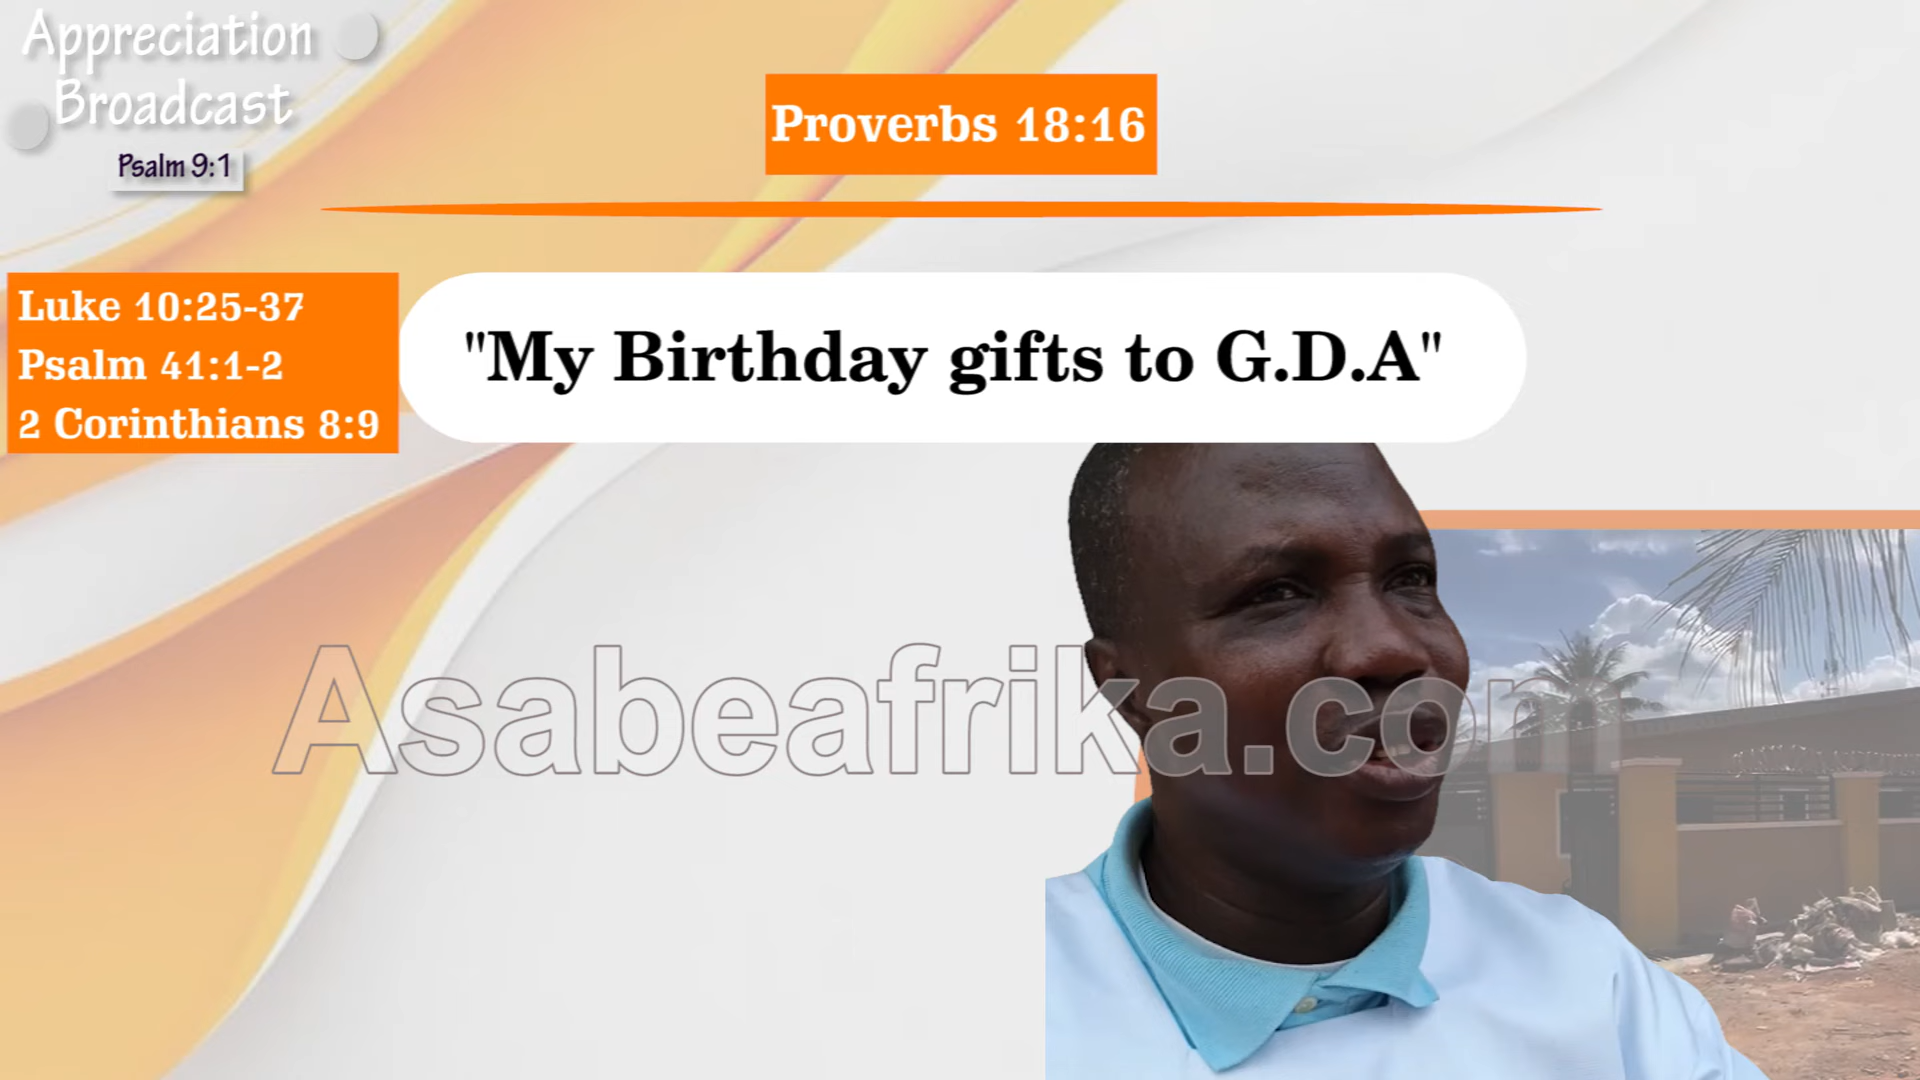 Appreciation
Broadcast
Psalm 9:1
Proverbs 18:16
Luke 10:25-37
Psalm 41:1-2
2 Corinthians 8:9
"My Birthday gifts to G.D.A"
Asabeafrika.com